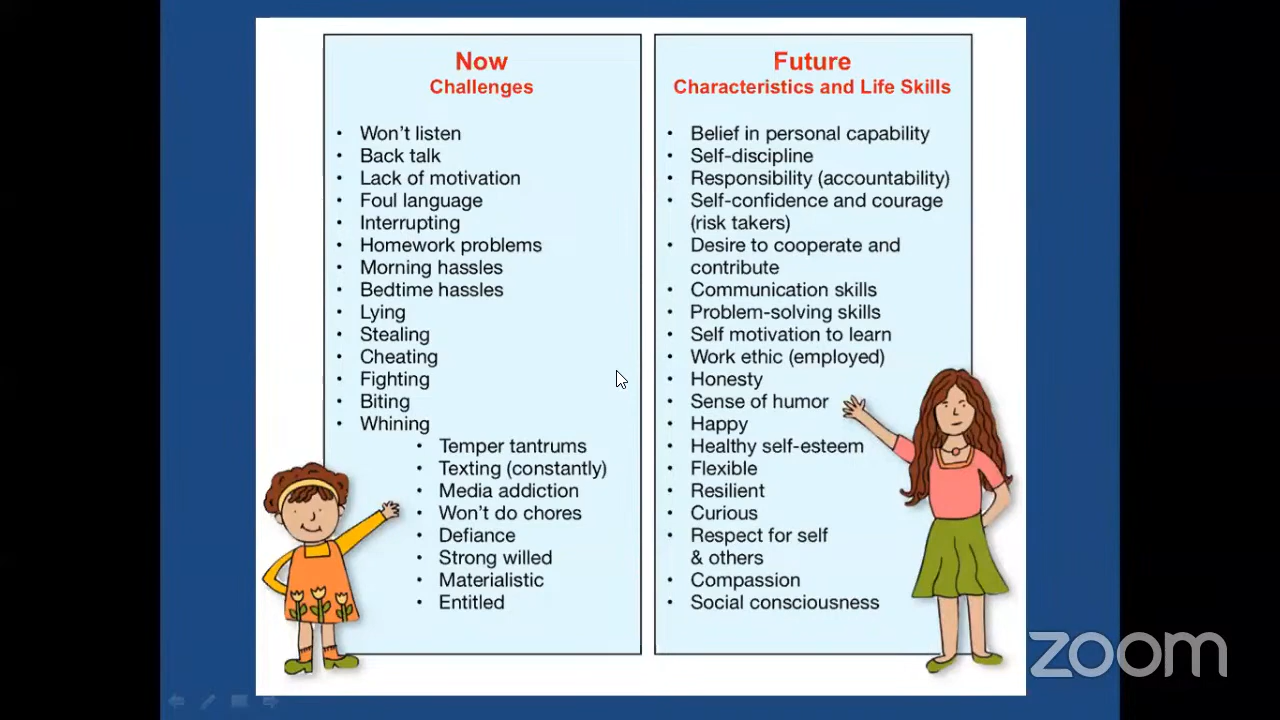 Now
Challenges
• Won't listen
• Back talk
• Lack of motivation
• Foul language
• Interrupting
• Homework problems
• Morning hassles
• Bedtime hassles
• Lying
• Stealing
• Cheating
• Fighting
• Biting
• Whining
• Temper tantrums
• Texting (constantly)
• Media addiction
• Won't do chores
• Defiance
• Strong willed
• Materialistic
• Entitled
Future
Characteristics and Life Skills
• Belief in personal capability
• Self-discipline
• Responsibility (accountability)
• Self-confidence and courage
(risk takers)
• Desire to cooperate and
contribute
• Communication skills
• Problem-solving skills
• Self motivation to learn
• Work ethic (employed)
• Honesty
• Sense of humor
• Happy
• Healthy self-esteem
• Flexible
• Resilient
• Curious
• Respect for self
& others
• Compassion
• Social consciousness
zoom